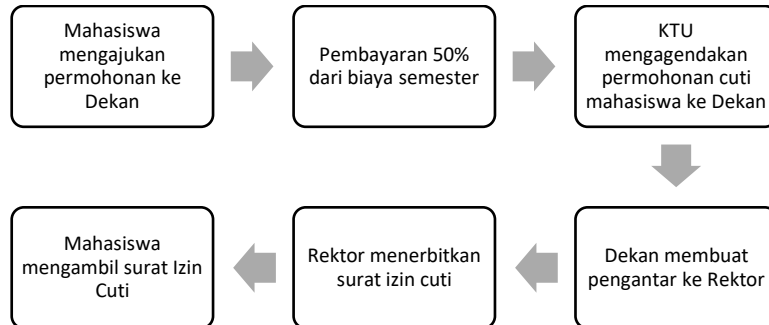 Mahasiswa
mengajukan
permohonan ke
Dekan
Pembayaran 50%
dari biaya semester
KTU
mengagendakan
permohonan cuti
mahasiswa ke Dekan
Dekan membuat
pengantar ke Rektor
Rektor menerbitkan
surat izin cuti
Mahasiswa
mengambil surat Izin
Cuti